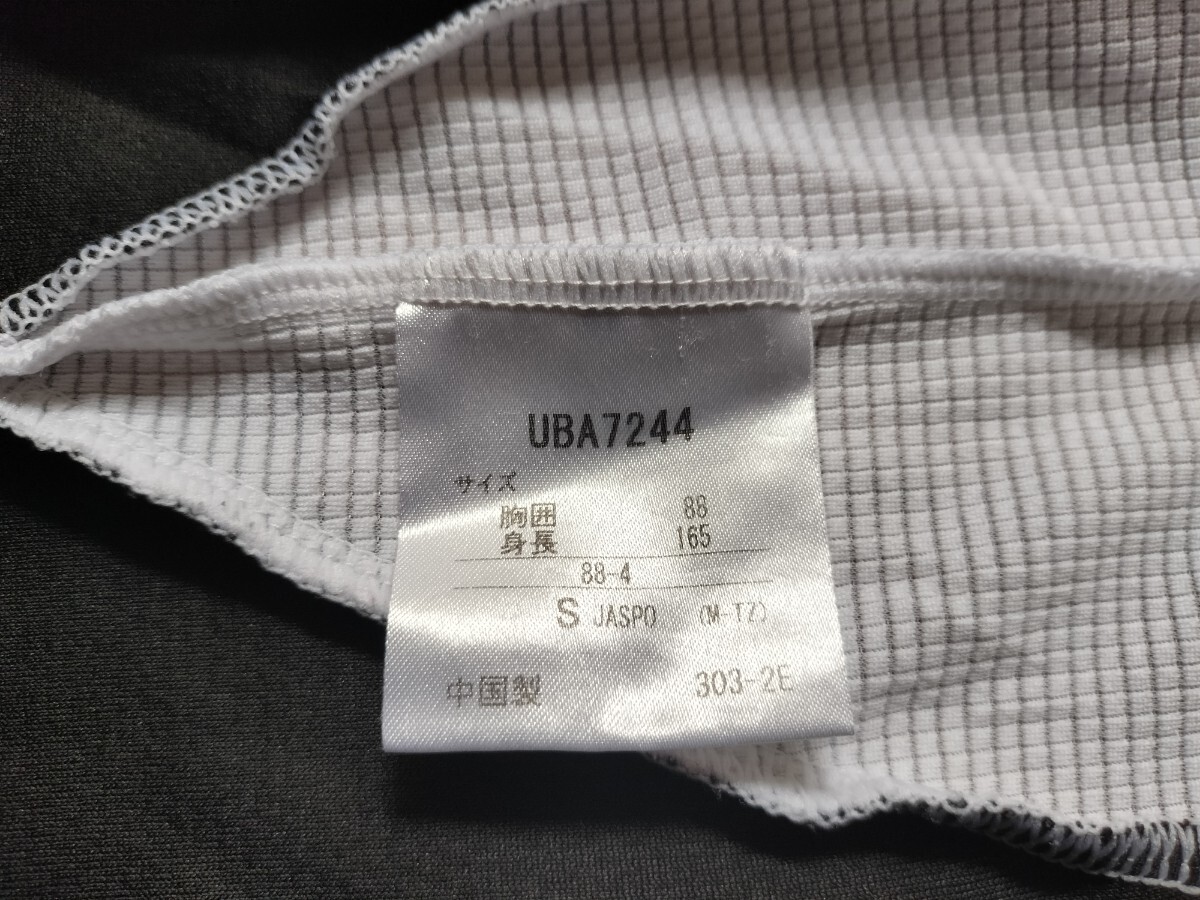 UBA7244
サイズ
胸囲 88
身長 165
88-4
S JASPO (M-TZ)
中国製 303-2E